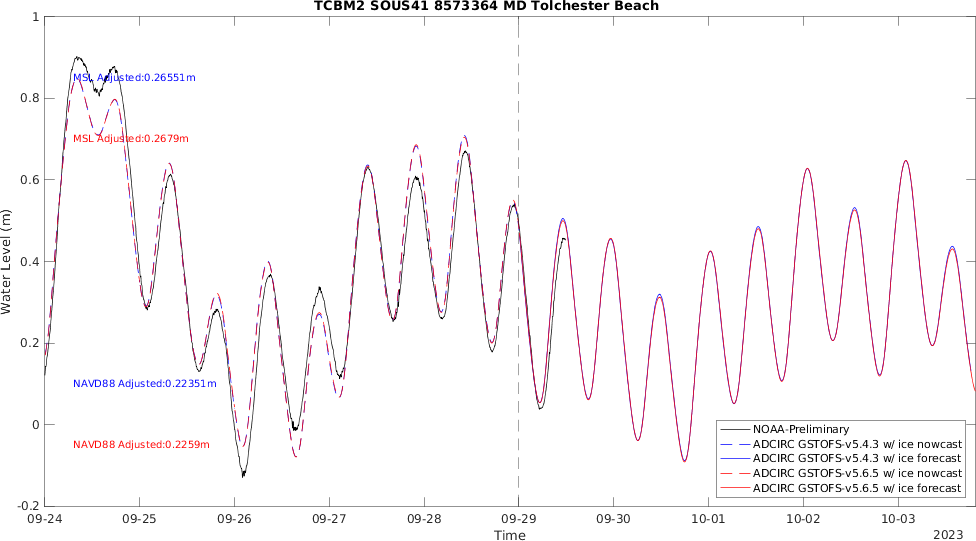 TCBM2 SOUS41 8573364 MD Tolchester Beach
Water Level (m)
1
0.8
0.6
0.4
0.2
0
-0.2
MSL Adjusted:0.26551m
MSL Adjusted:0.2679m
NAVD88 Adjusted:0.22351m
NAVD88 Adjusted:0.2259m
NOAA-Preliminary
ADCIRC GSTOFS-v5.4.3 w/ ice nowcast
ADCIRC GSTOFS-v5.4.3 w/ ice forecast
ADCIRC GSTOFS-v5.6.5 w/ ice nowcast
ADCIRC GSTOFS-v5.6.5 w/ ice forecast
09-24 09-25 09-26 09-27 09-28 09-29 09-30 10-01 10-02 10-03
Time
2023